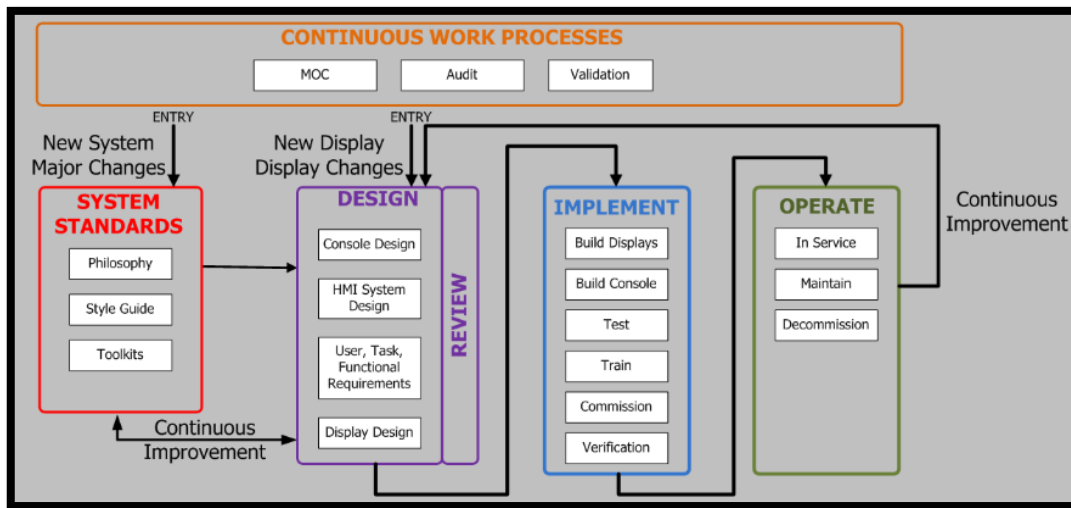 CONTINUOUS WORK PROCESSES
MOC
Audit
Validation
ENTRY
New System
Major Changes
ENTRY
New Display
Display Changes
SYSTEM
STANDARDS
Philosophy
Style Guide
Toolkits
Continuous
Improvement
DESIGN
Console Design
HMI System
Design
User, Task,
Functional
Requirements
Display Design
REVIEW
IMPLEMENT
Build Displays
Build Console
Test
Train
Commission
Verification
OPERATE
In Service
Maintain
Decommission
Continuous
Improvement